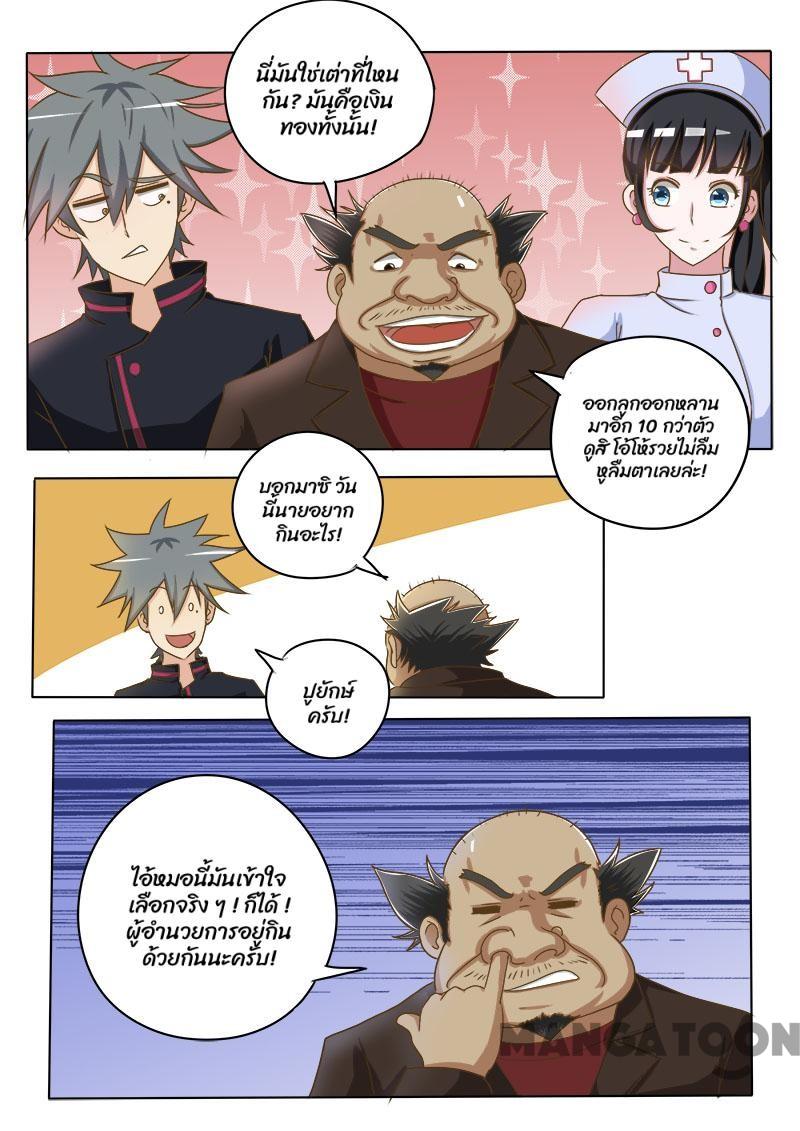 นี่มันใช่เต่าที่ไหน
กัน? มันคือเงิน
ทองทั้งนั้น!
ออกลูกออกหลาน
มาอีก 10 กว่าตัว
ดูสิ โอ้โห้รวยไม่ลืม
หูลืมตาเลยล่ะ!
บอกมาซิ วัน
นี้นายอยาก
กินอะไร!
ปูยักษ์
ครับ!
ไอ้หมอนี้มันเข้าใจ
เลือกจริง ๆ ! ก็ได้ !
ผู้อำนวยการอยู่กิน
ด้วยกันนะครับ!
MANGATOON